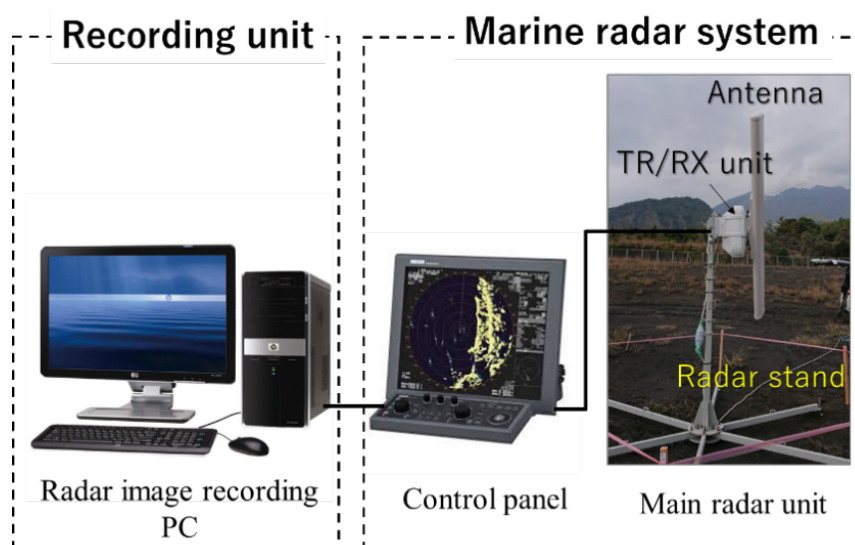 Recording unit
Marine radar system
Antenna
TR/RX unit
Radar stand
Radar image recording
PC
Control panel
Main radar unit